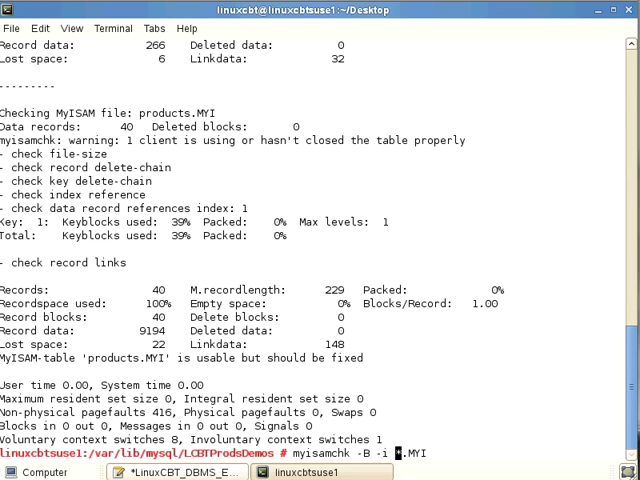 linuxcbt@linuxcbtsuse1:~/Desktop
File Edit View Terminal Tabs Help
Record data: 266 Deleted data: 0
Lost space: 6 Linkdata: 32
---------
Checking MyISAM file: products.MYI
Data records: 40 Deleted blocks: 0
myisamchk: warning: 1 client is using or hasn't closed the table properly
- check file-size
- check record delete-chain
- check key delete-chain
- check index reference
- check data record references index: 1
Key: 1: Keyblocks used: 39% Packed: 0% Max levels: 1
Total: Keyblocks used: 39% Packed: 0%
- check record links
Records: 40 M.recordlength: 229 Packed: 0%
Recordspace used: 100% Empty space: 0% Blocks/Record: 1.00
Record blocks: 40 Delete blocks: 0
Record data: 9194 Deleted data: 0
Lost space: 22 Linkdata: 148
MyISAM-table 'products.MYI' is usable but should be fixed
User time 0.00, System time 0.00
Maximum resident set size 0, Integral resident set size 0
Non-physical pagefaults 416, Physical pagefaults 0, Swaps 0
Blocks in 0 out 0, Messages in 0 out 0, Signals 0
Voluntary context switches 8, Involuntary context switches 1
linuxcbtsuse1:/var/lib/mysql/LCBTProdsDemos # myisamchk -B -i *.MYI
Computer *LinuxCBT_DBMS_E... linuxcbtsuse1